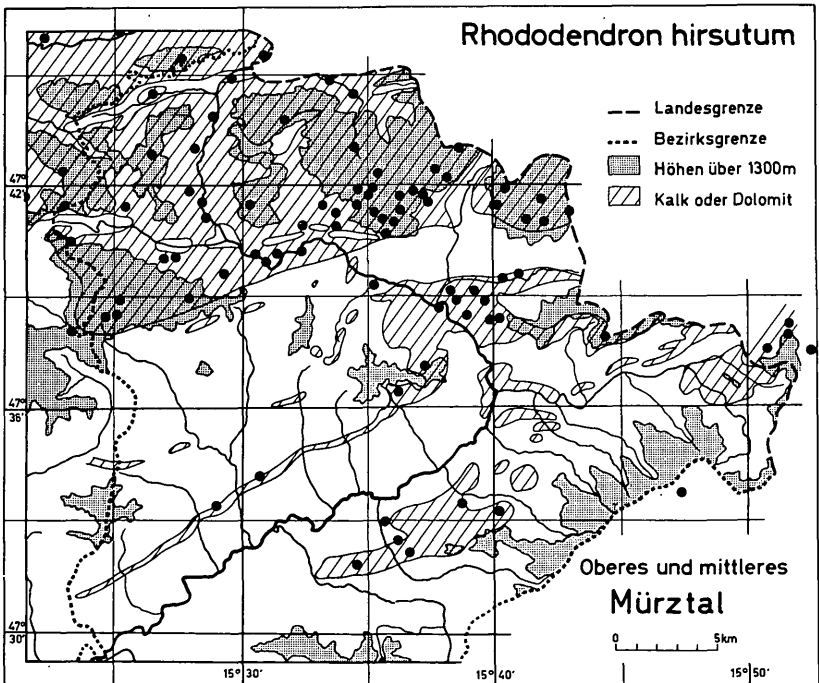 Rhododendron hirsutum
Landesgrenze
Bezirksgrenze
Höhen über 1300m
Kalk oder Dolomit
47°
42'
47°
36'
47°
30'
Oberes und mittleres
Mürztal
0 5km
15° 30' 15° 40' 15° 50'